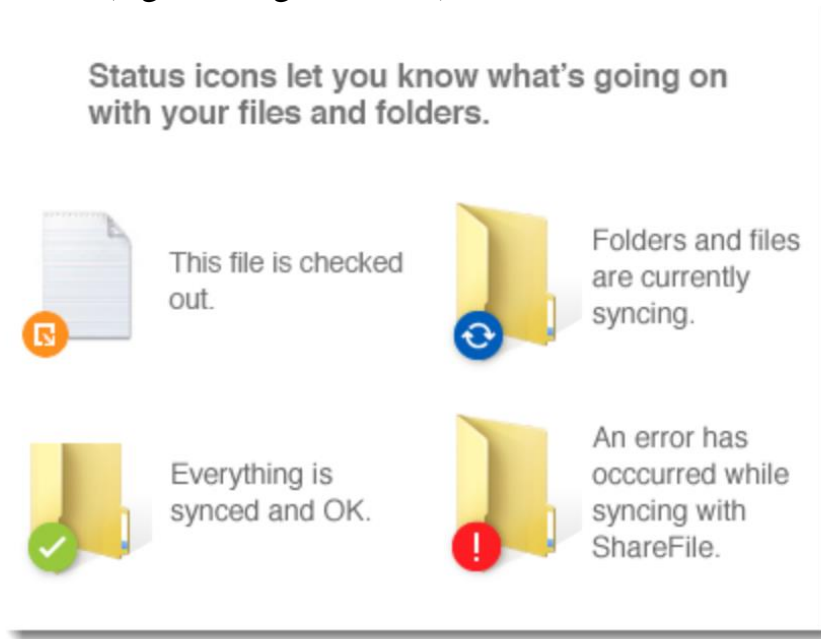 Status icons let you know what's going on
with your files and folders.
This file is checked
out.
Folders and files
are currently
syncing.
Everything is
synced and OK.
An error has
occcurred while
syncing with
ShareFile.